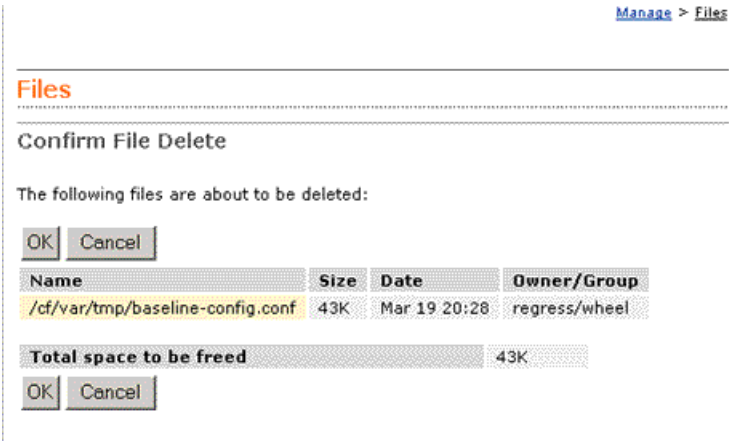 Manage > Files
Files
Confirm File Delete
The following files are about to be deleted:
OK Cancel
Name Size Date Owner/Group
/cf/var/tmp/baseline-config.conf 43K Mar 19 20:28 regress/wheel
Total space to be freed 43K
OK Cancel